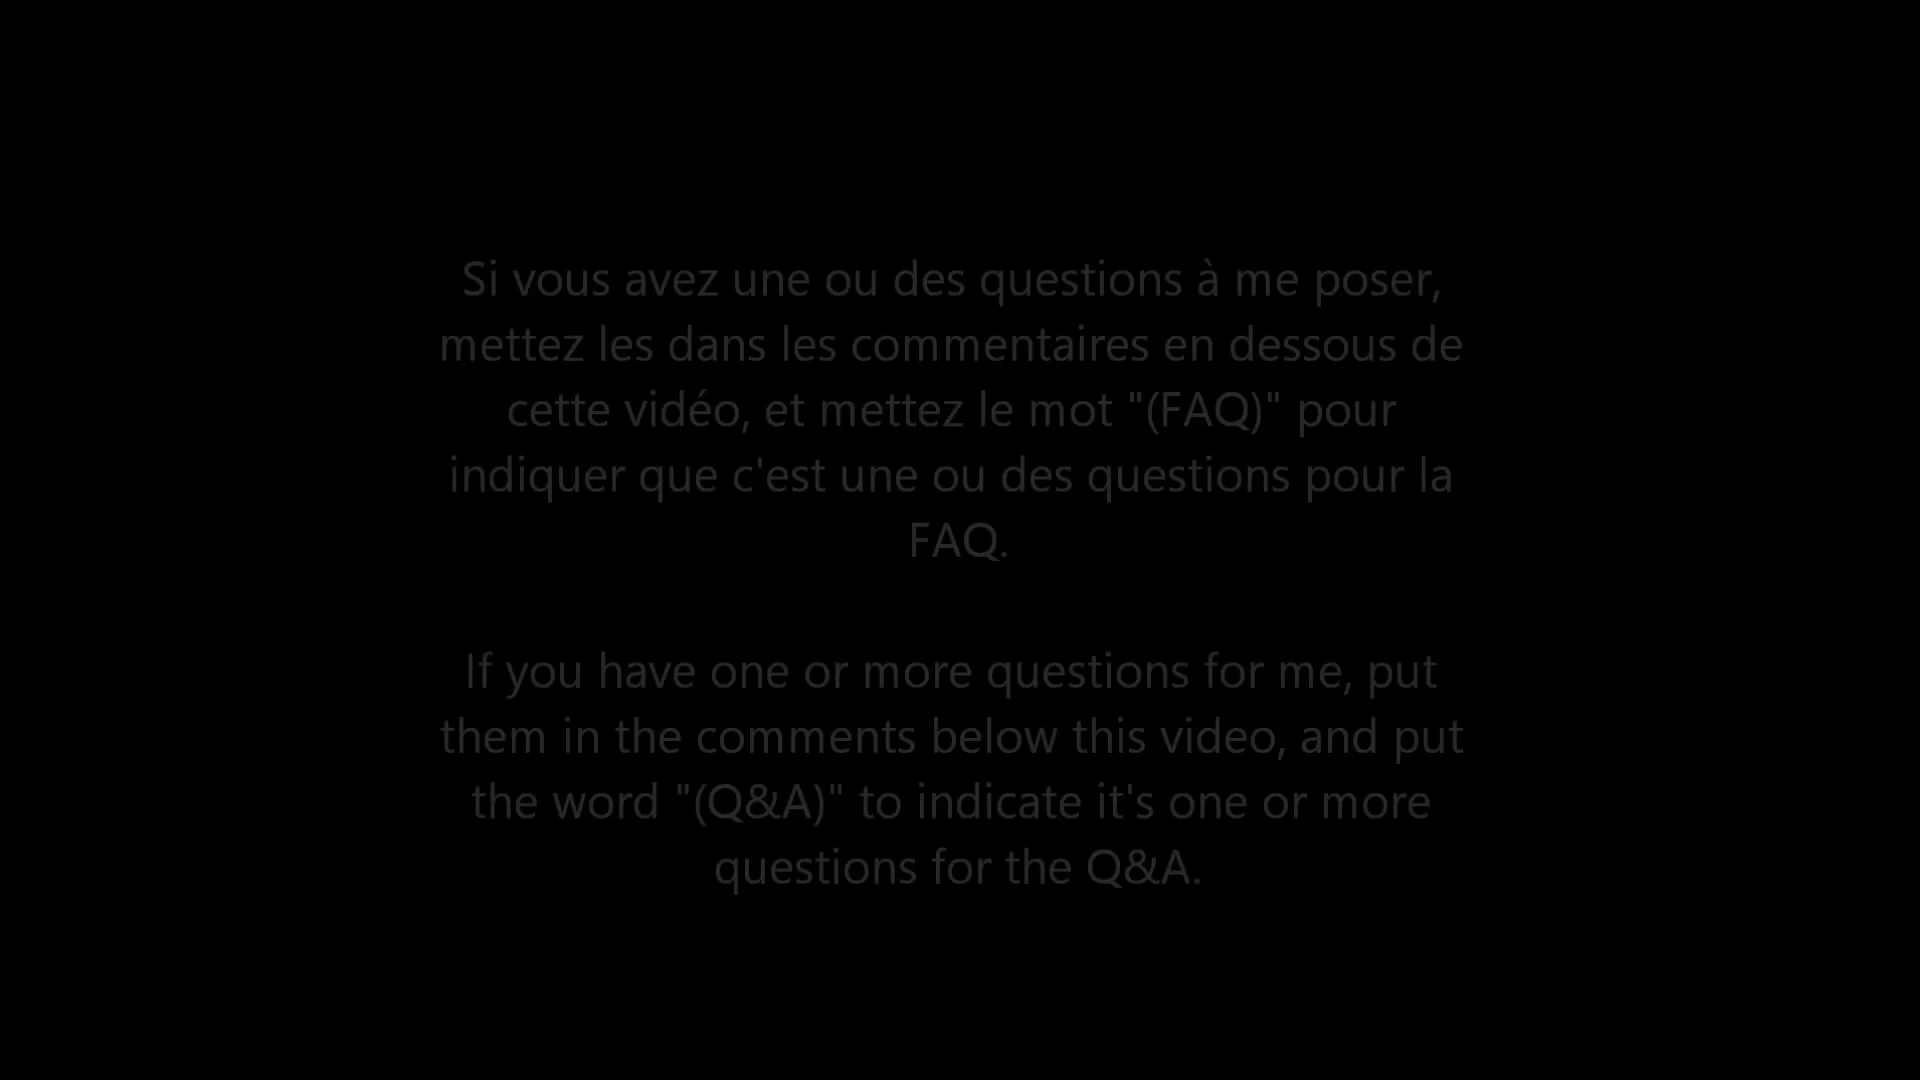 Si vous avez une ou des questions à me poser,
mettez les dans les commentaires en dessous de
cette vidéo, et mettez le mot "(FAQ)" pour
indiquer que c'est une ou des questions pour la
FAQ.
If you have one or more questions for me, put
them in the comments below this video, and put
the word "(Q&A)" to indicate it's one or more
questions for the Q&A.